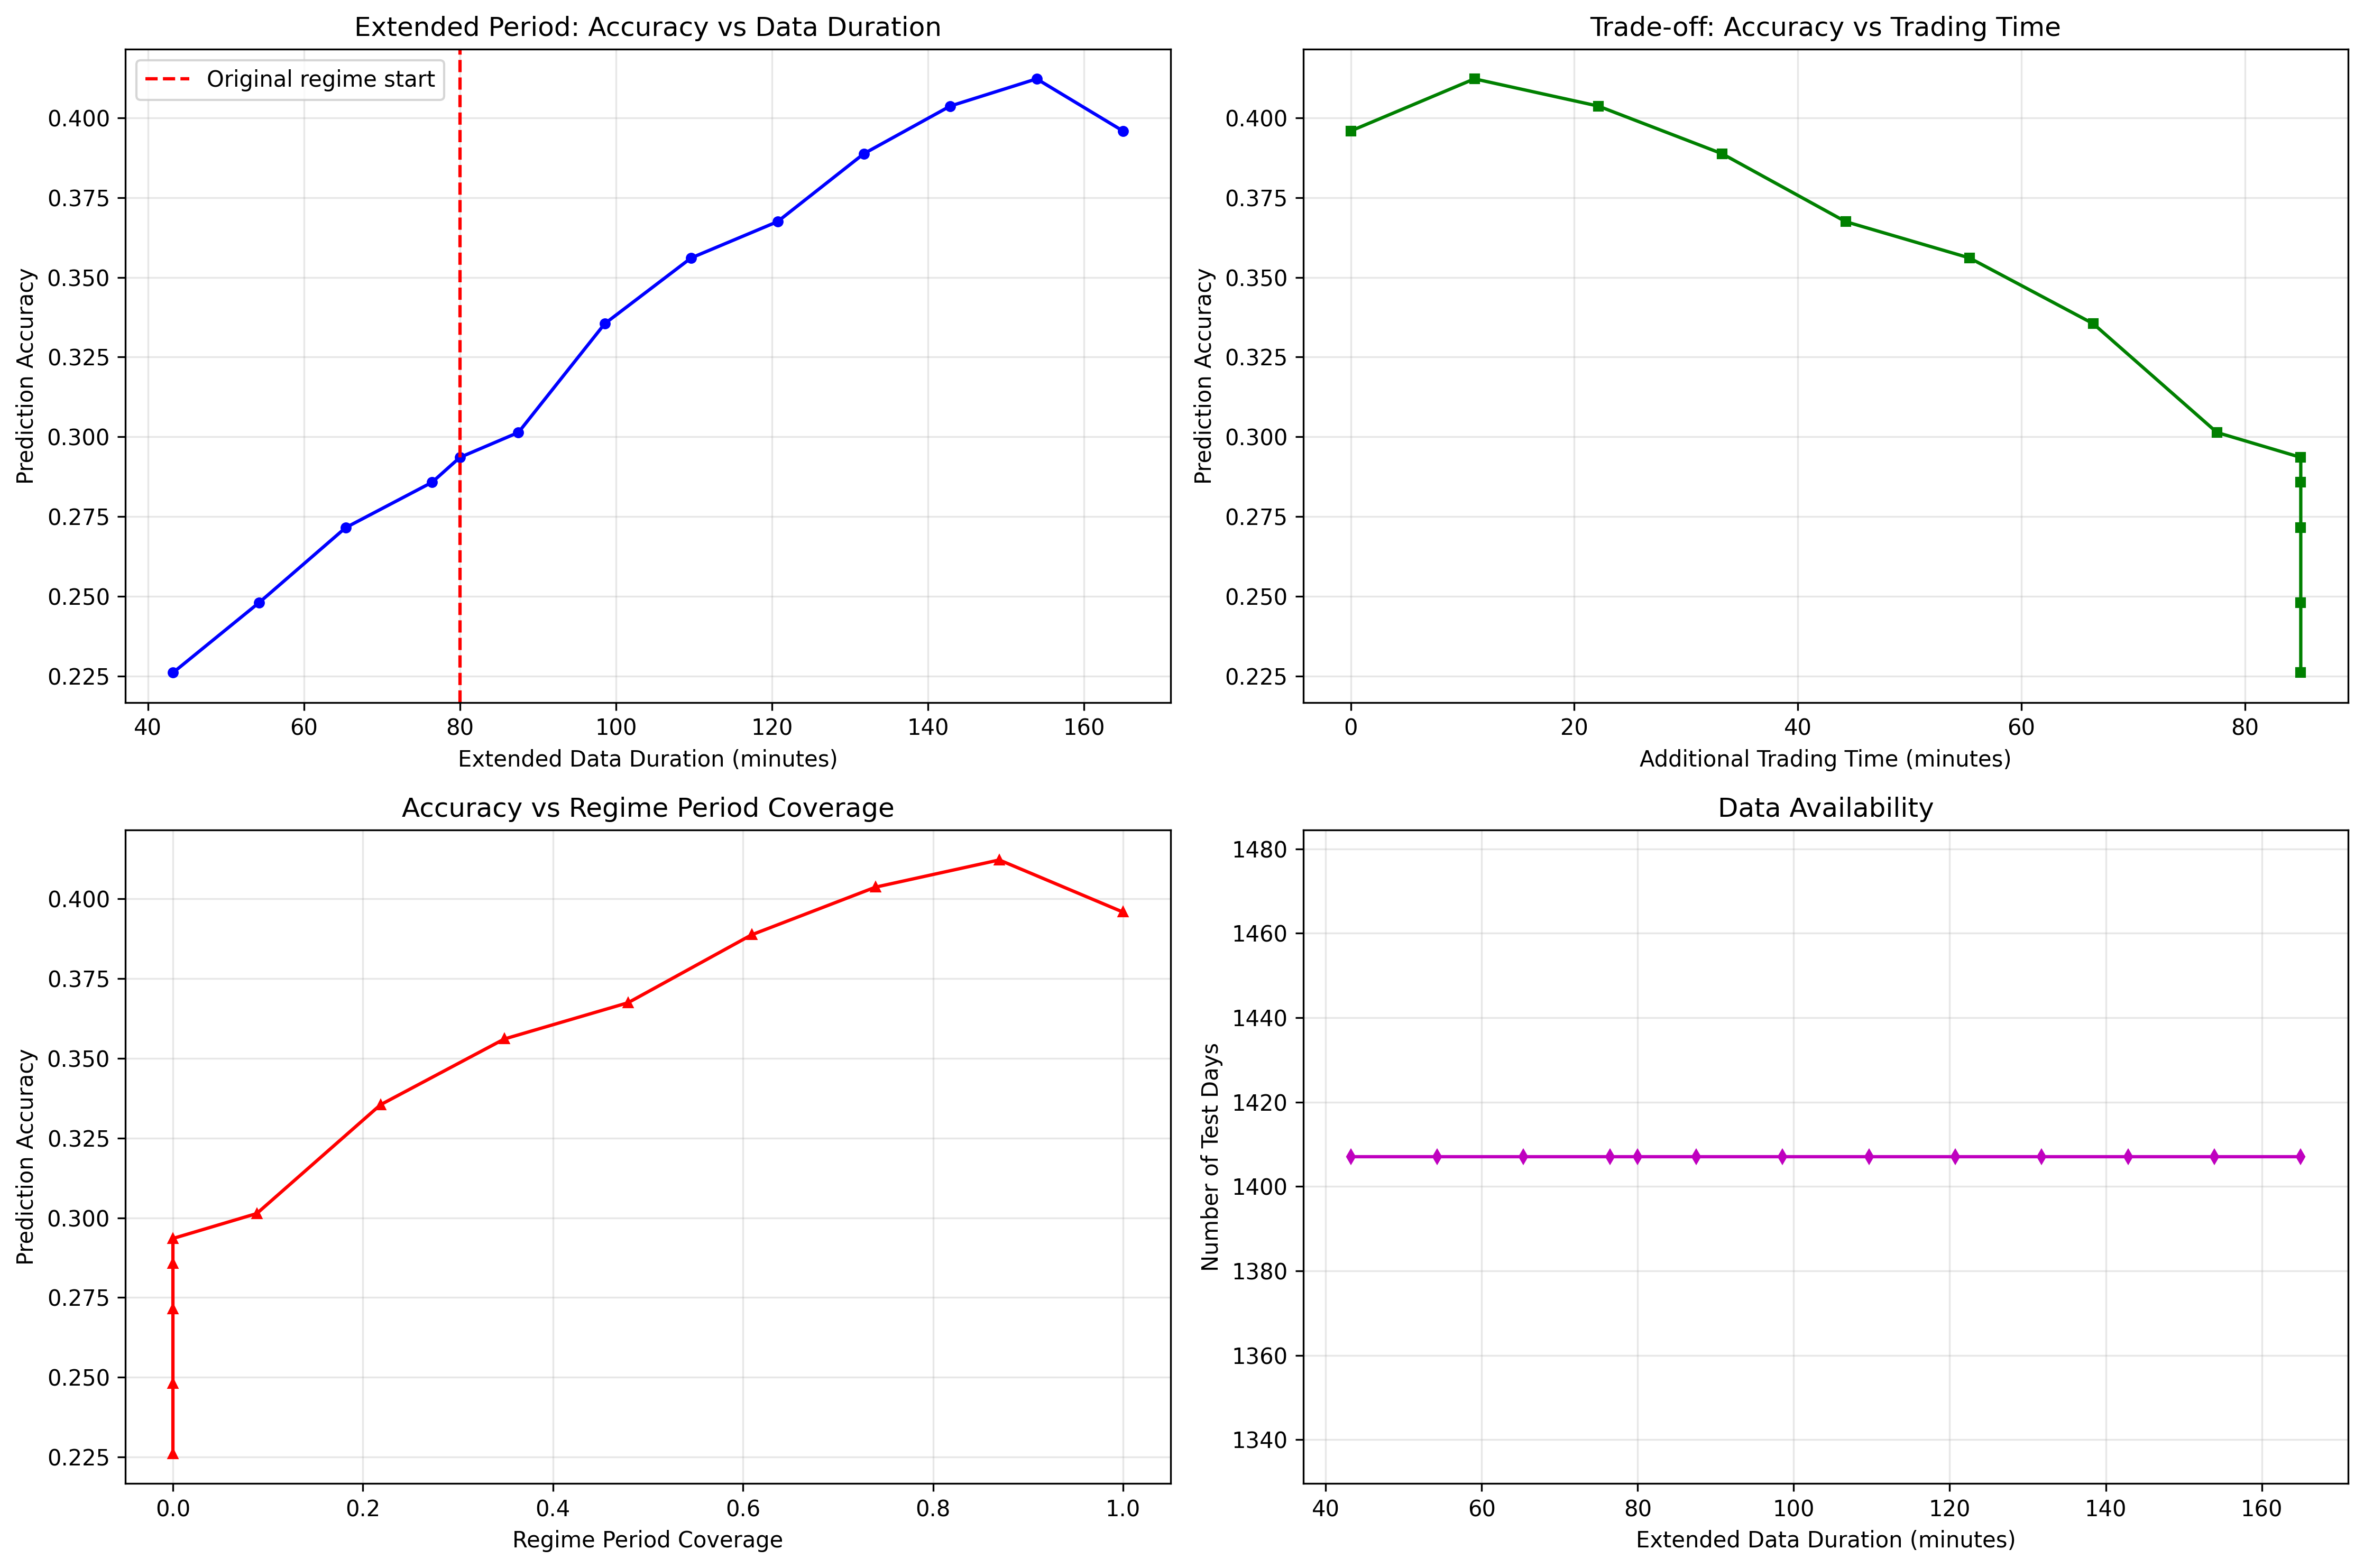 Extended Period: Accuracy vs Data Duration
Original regime start
Prediction Accuracy
0.400
0.375
0.350
0.325
0.300
0.275
0.250
0.225
40 60 80 100 120 140 160
Extended Data Duration (minutes)
Trade-off: Accuracy vs Trading Time
Prediction Accuracy
0.400
0.375
0.350
0.325
0.300
0.275
0.250
0.225
0 20 40 60 80
Additional Trading Time (minutes)
Accuracy vs Regime Period Coverage
Prediction Accuracy
0.400
0.375
0.350
0.325
0.300
0.275
0.250
0.225
0.0 0.2 0.4 0.6 0.8 1.0
Regime Period Coverage
Data Availability
Number of Test Days
1480
1460
1440
1420
1400
1380
1360
1340
40 60 80 100 120 140 160
Extended Data Duration (minutes)